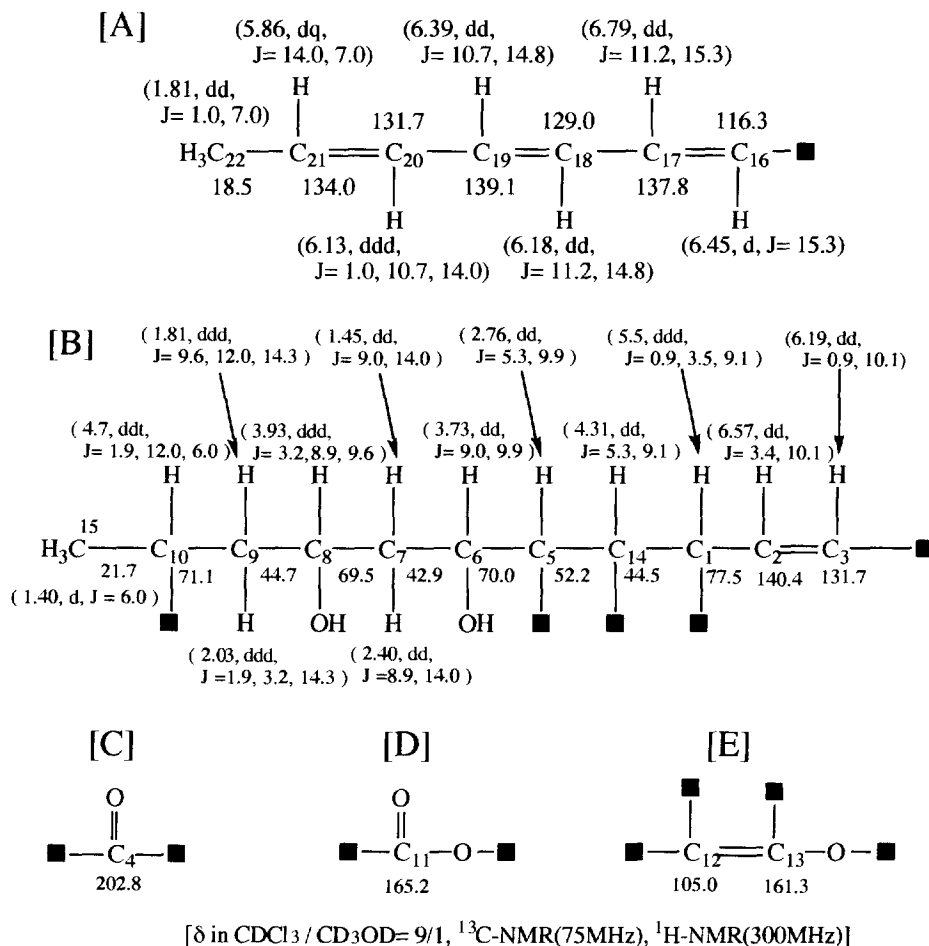 [A]
(5.86, dq, J= 14.0, 7.0)
(6.39, dd, J= 10.7, 14.8)
(6.79, dd, J= 11.2, 15.3)
(1.81, dd, J= 1.0, 7.0)
H H H
131.7 129.0 116.3
H₃C₂₂ C₂₁ C₂₀ C₁₉ C₁₈ C₁₇ C₁₆
18.5 134.0 139.1 137.8
H H H
(6.13, ddd, J= 1.0, 10.7, 14.0)
(6.18, dd, J= 11.2, 14.8)
(6.45, d, J= 15.3)
[B]
( 1.81, ddd, J= 9.6, 12.0, 14.3 )
( 1.45, dd, J= 9.0, 14.0 )
( 2.76, dd, J= 5.3, 9.9 )
( 5.5, ddd, J= 0.9, 3.5, 9.1 )
(6.19, dd, J= 0.9, 10.1)
( 4.7, ddt, J= 1.9, 12.0, 6.0 )
( 3.93, ddd, J= 3.2, 8.9, 9.6 )
( 3.73, dd, J= 9.0, 9.9 )
( 4.31, dd, J= 5.3, 9.1 )
( 6.57, dd, J= 3.4, 10.1 )
H H H H H H H H H H
15
H₃C C₁₀ C₉ C₈ C₇ C₆ C₅ C₁₄ C₁ C₂ C₃
21.7 71.1 44.7 69.5 42.9 70.0 52.2 44.5 77.5 140.4 131.7
( 1.40, d, J = 6.0 )
H OH H OH
( 2.03, ddd, J =1.9, 3.2, 14.3 )
( 2.40, dd, J =8.9, 14.0 )
[C] [D] [E]
O O
C₄ C₁₁ O C₁₂ C₁₃ O
202.8 165.2 105.0 161.3
[δ in CDCl₃ / CD₃OD= 9/1, ¹³C-NMR(75MHz), ¹H-NMR(300MHz)]